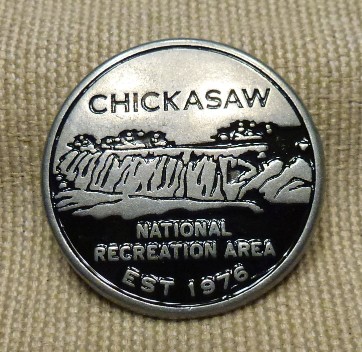 CHICKASAW
NATIONAL
RECREATION AREA
EST 1976